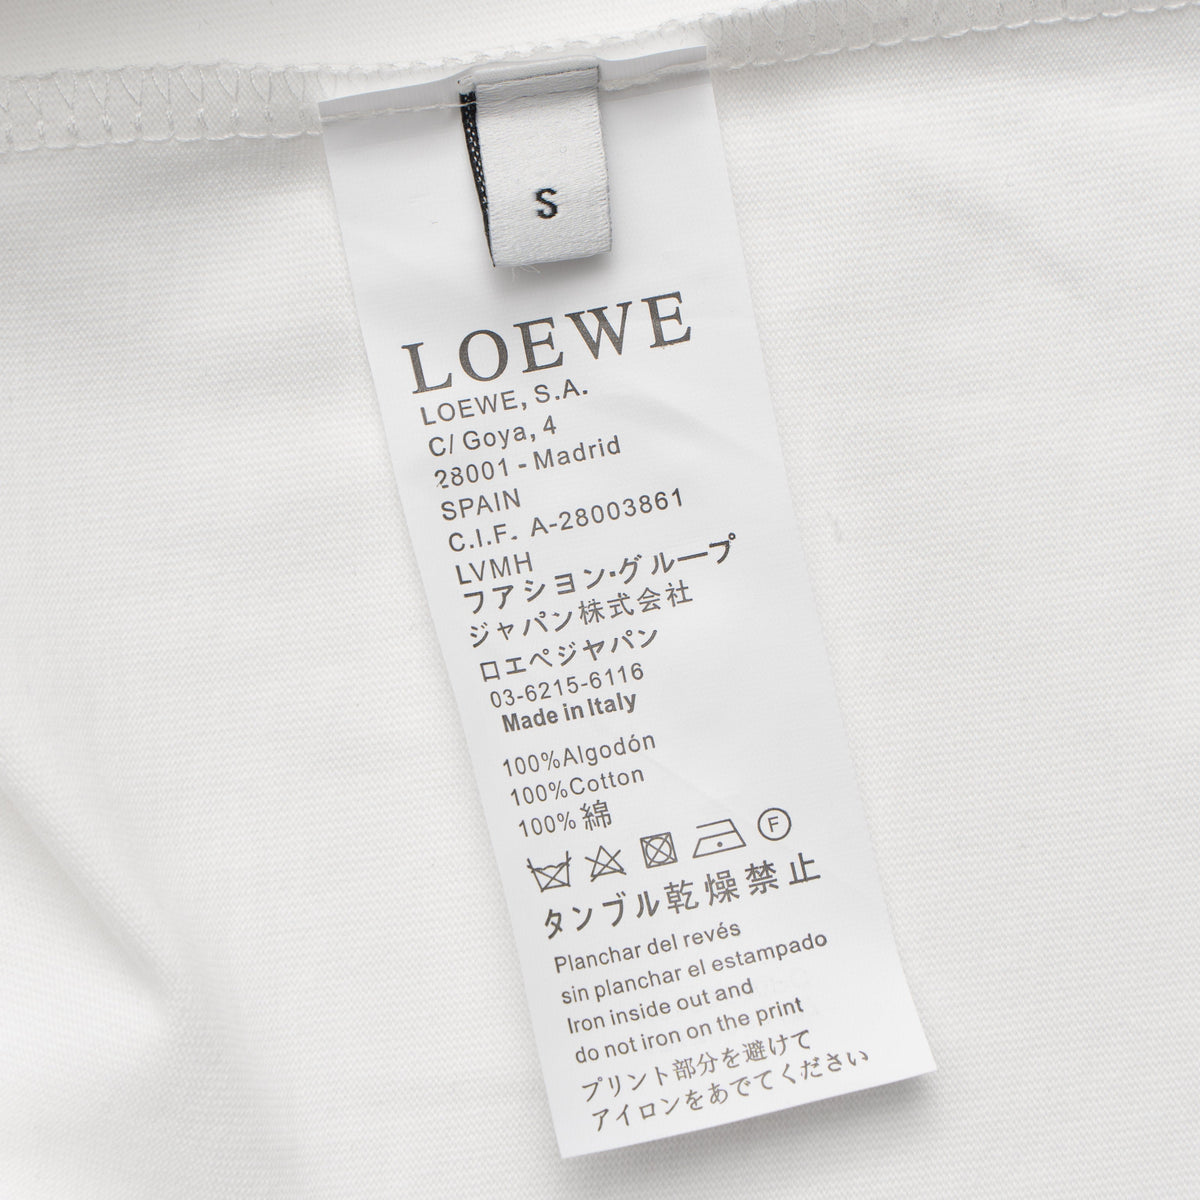 S
LOEWE
LOEWE, S.A.
C/ Goya, 4
28001 - Madrid
SPAIN
C.I.F. A-28003861
LVMH
フアション・グループ
ジャパン株式会社
ロエペジヤパン
03-6215-6116
Made in Italy
100%Algodón
100%Cotton
100% 綿
F
タンブル乾燥禁止
Planchar del revés
sin planchar el estampado
Iron inside out and
do not iron on the print
プリント部分を避けて
アイロンをあでてください